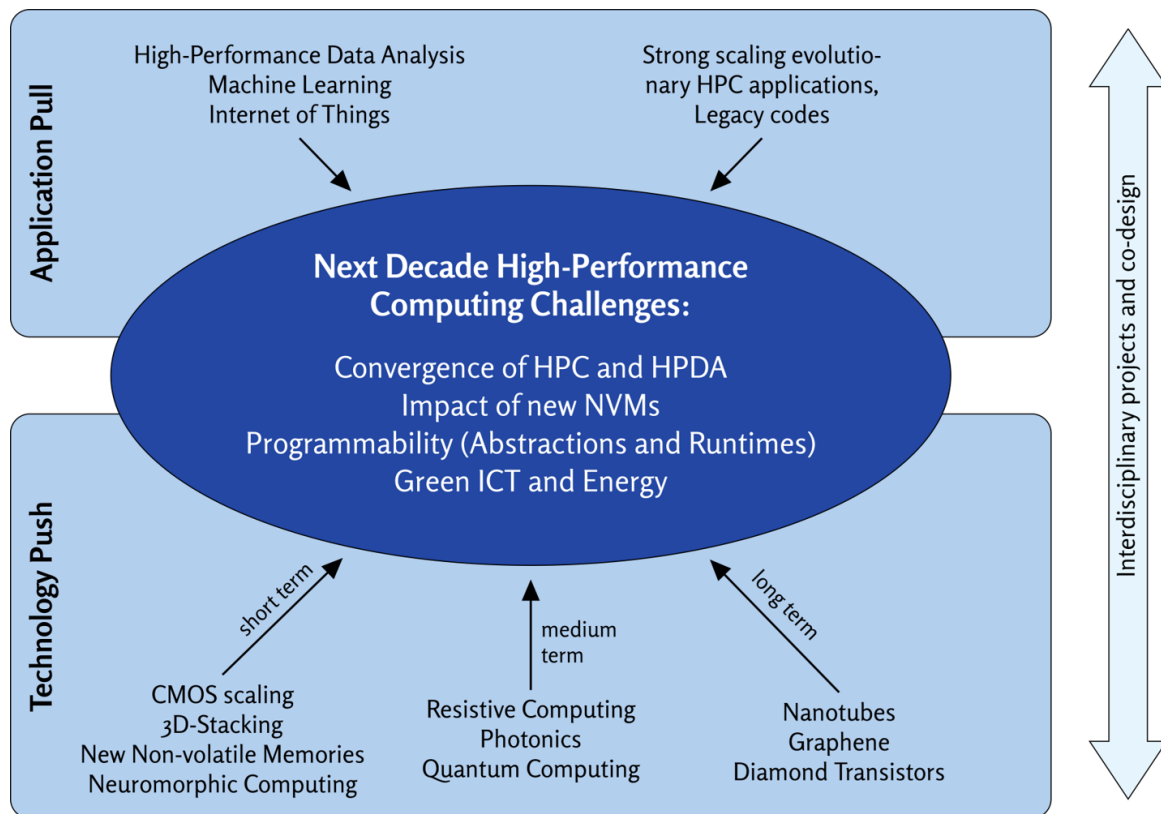 Application Pull
High-Performance Data Analysis
Machine Learning
Internet of Things
Strong scaling evolutio-
nary HPC applications,
Legacy codes
Next Decade High-Performance
Computing Challenges:
Convergence of HPC and HPDA
Impact of new NVMs
Programmability (Abstractions and Runtimes)
Green ICT and Energy
Technology Push
short term
medium
term
long term
CMOS scaling
3D-Stacking
New Non-volatile Memories
Neuromorphic Computing
Resistive Computing
Photonics
Quantum Computing
Nanotubes
Graphene
Diamond Transistors
Interdisciplinary projects and co-design